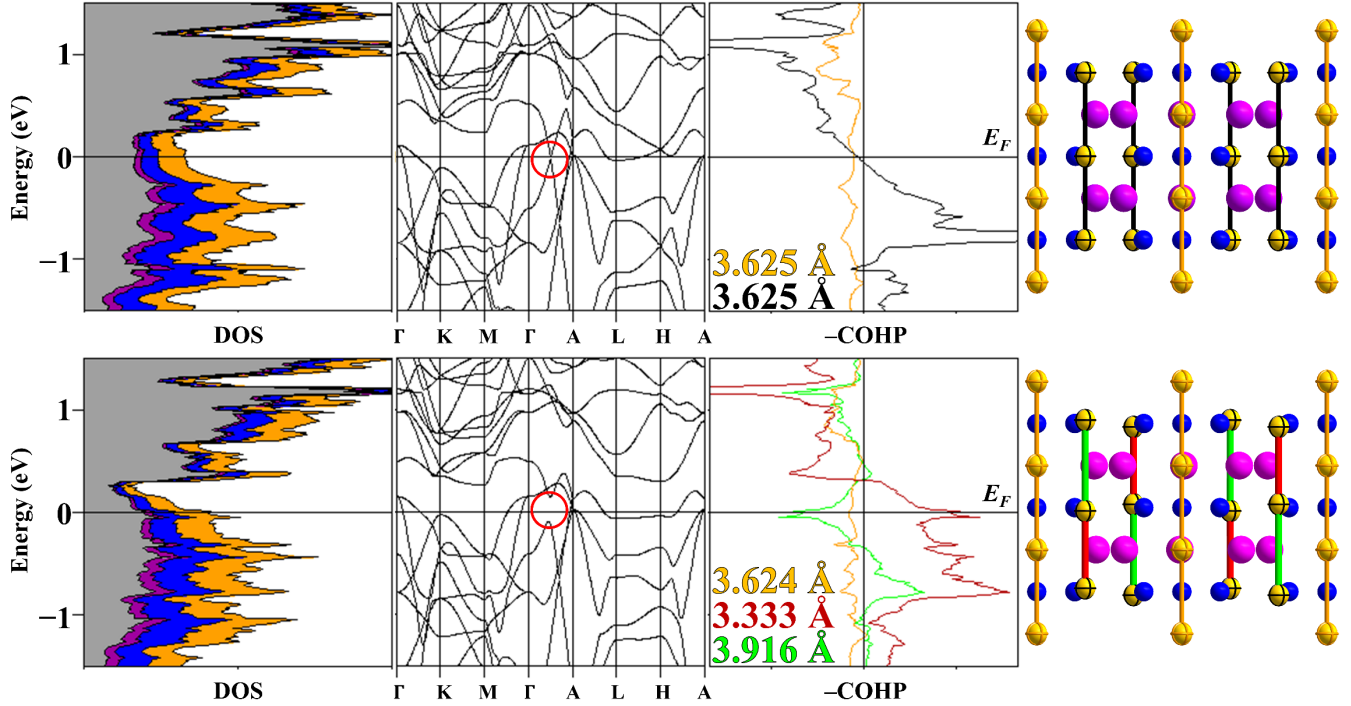 Energy (eV)
1
0
−1
E_F
3.625 Å
3.625 Å
DOS
Γ K M Γ A L H A
−COHP
Energy (eV)
1
0
−1
E_F
3.624 Å
3.333 Å
3.916 Å
DOS
Γ K M Γ A L H A
−COHP